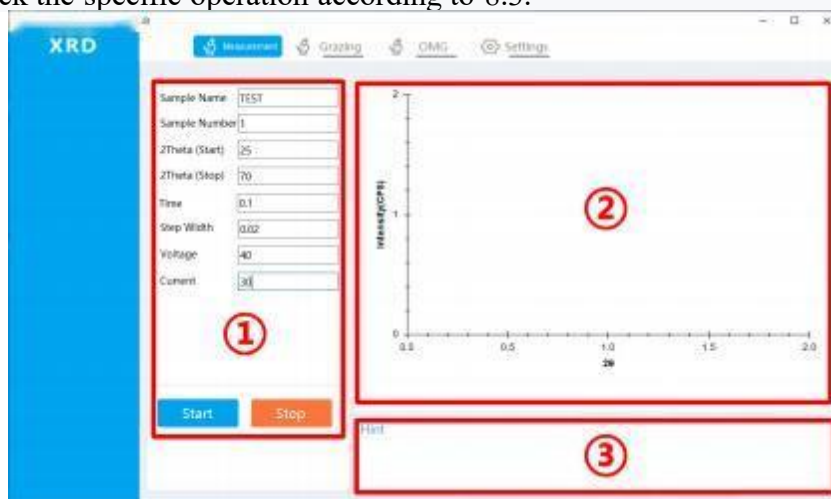 ck the specific operation according to 8.3.
XRD
Measurement Grazing OMG Settings
Sample Name TEST
Sample Number 1
2Theta (Start) 25
2Theta (Stop) 70
Time 0.1
Step Width 0.02
Voltage 40
Current 30
①
Start Stop
Intensity(CPS)
2
1
0
0.0 0.5 1.0 1.5 2.0
2θ
②
Hint
③